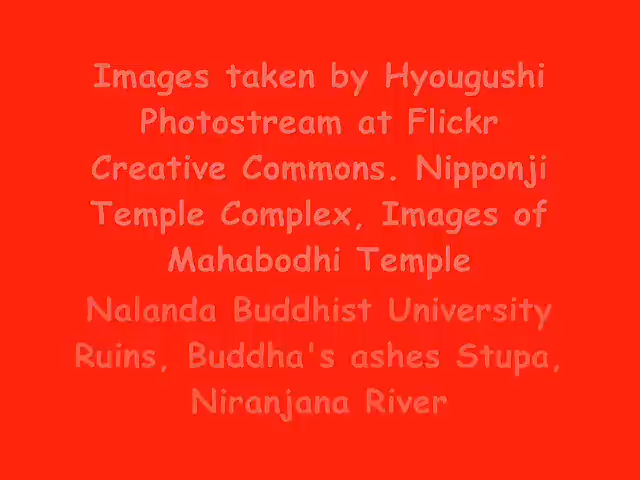 Images taken by Hyougushi
Photostream at Flickr
Creative Commons. Nipponji
Temple Complex, Images of
Mahabodhi Temple
Nalanda Buddhist University
Ruins, Buddha's ashes Stupa,
Niranjana River